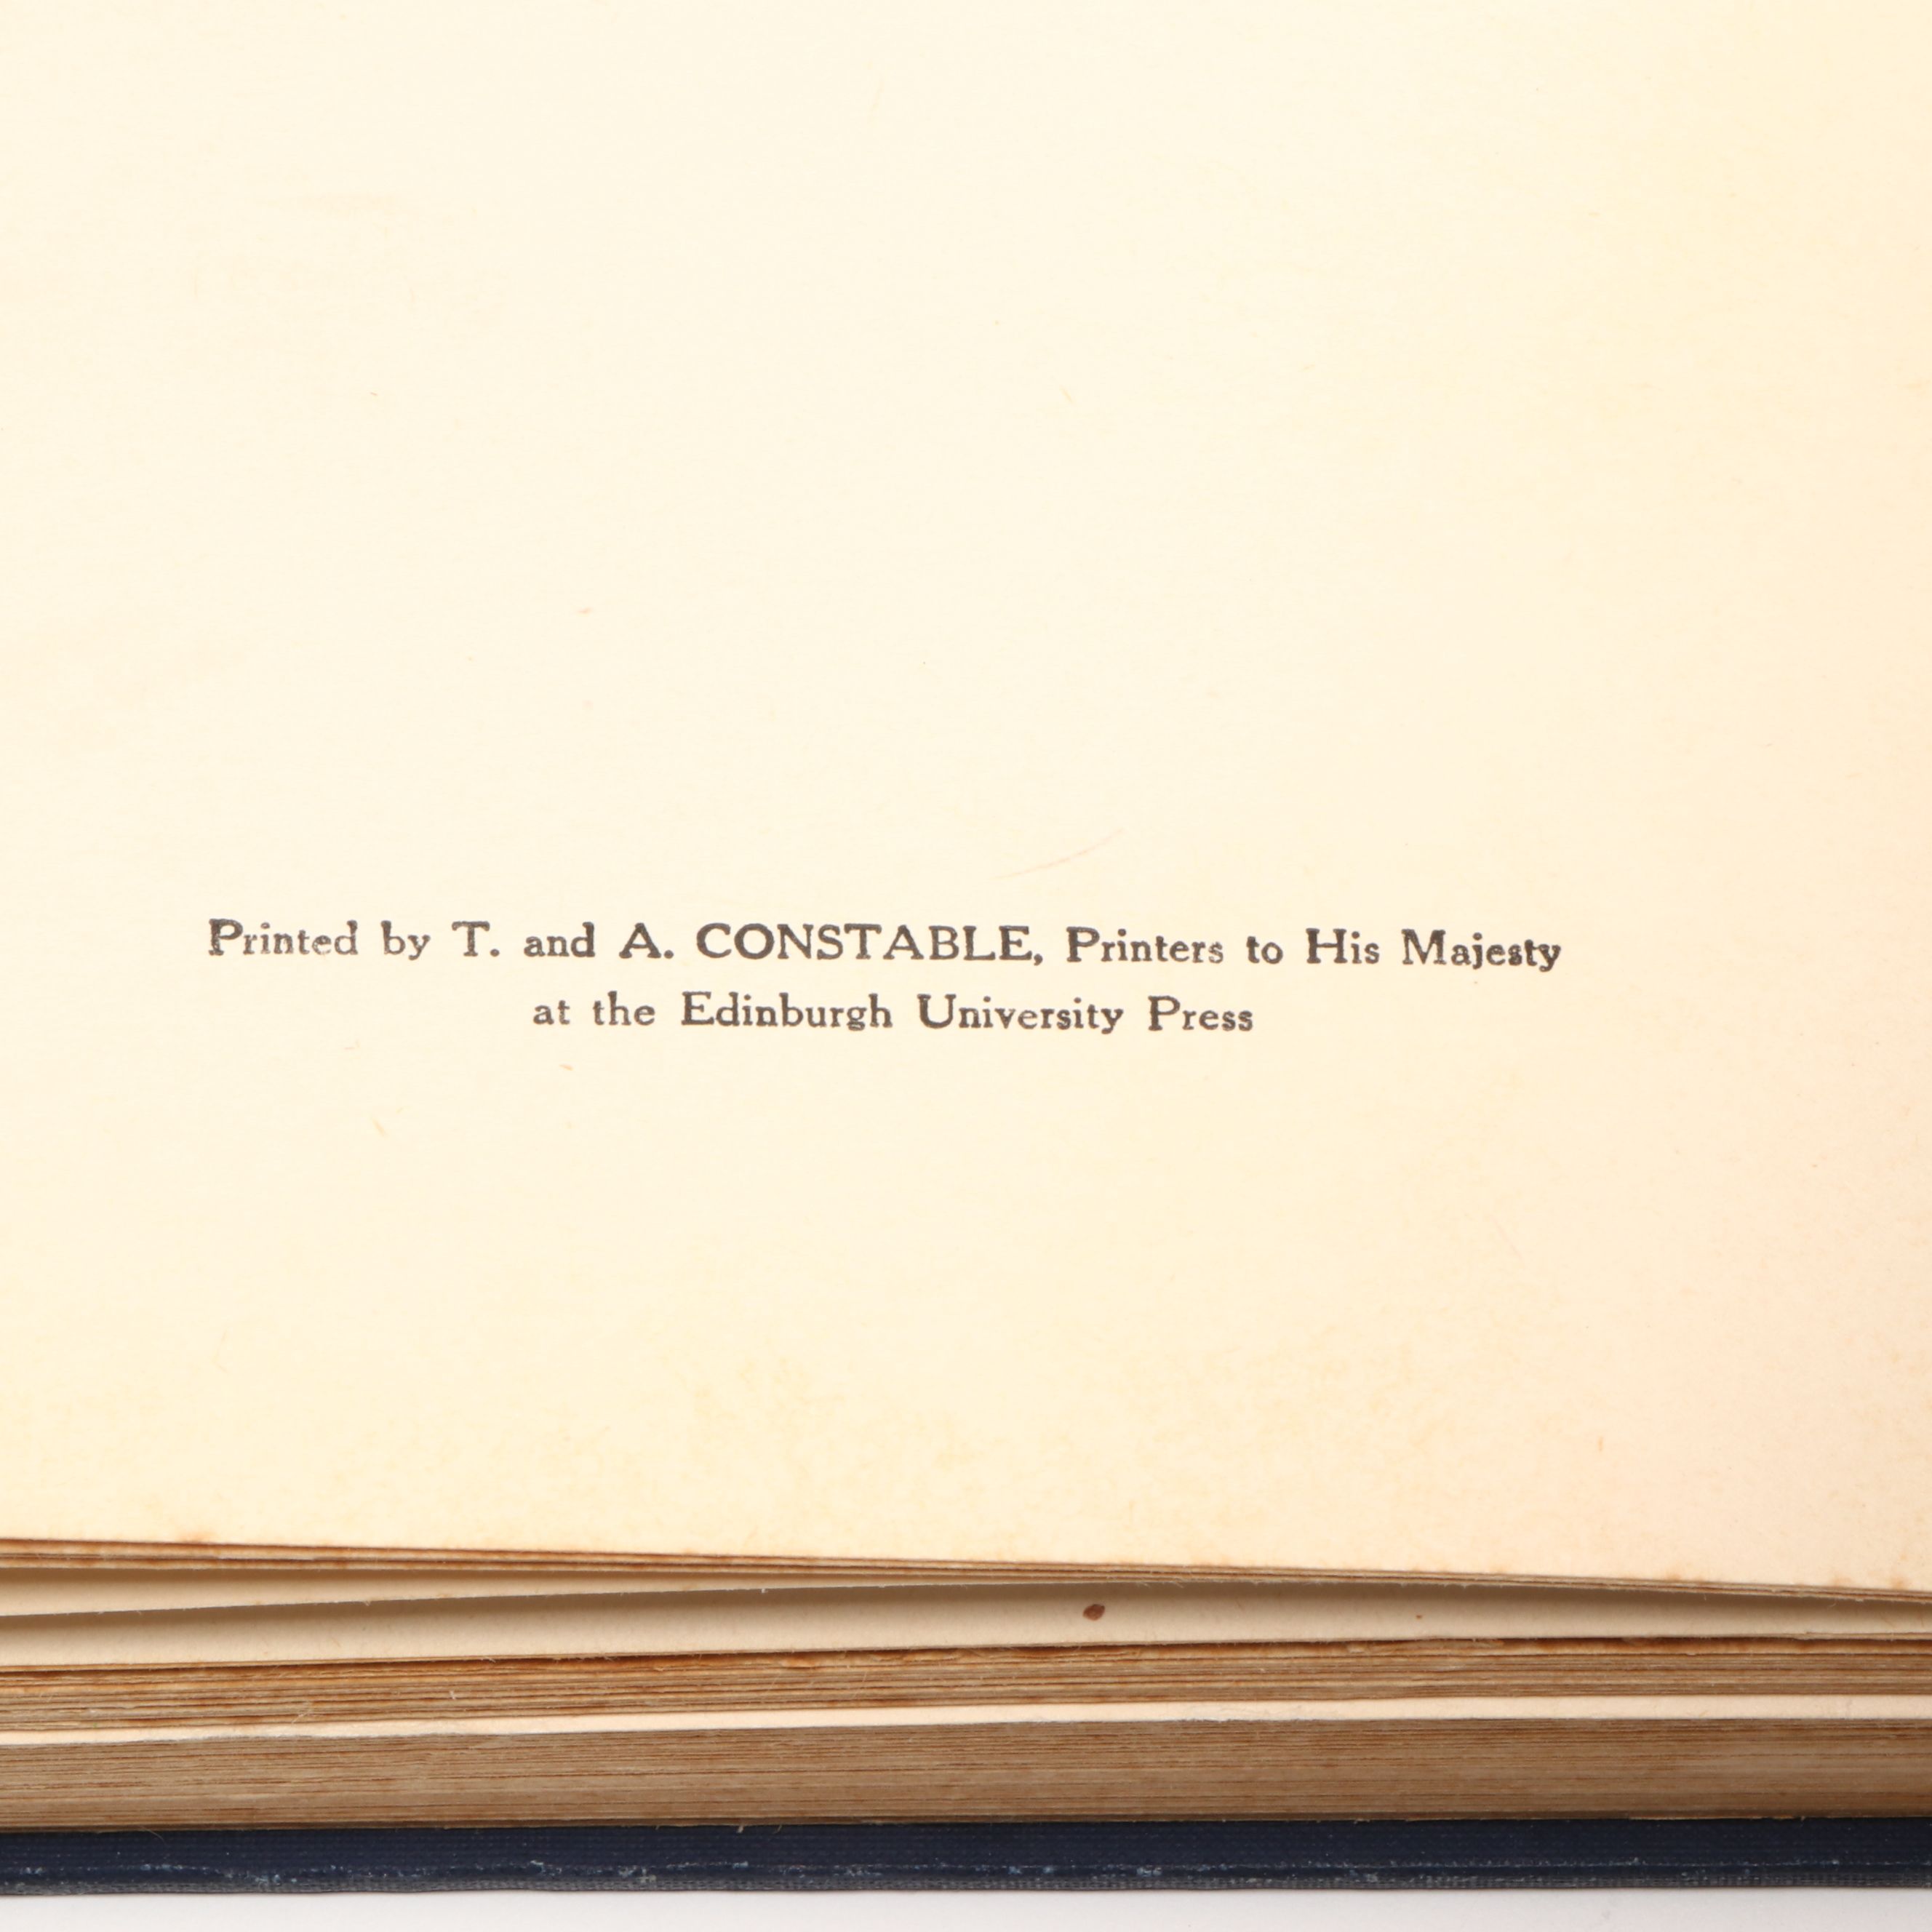 Printed by T. and A. CONSTABLE, Printers to His Majesty
at the Edinburgh University Press